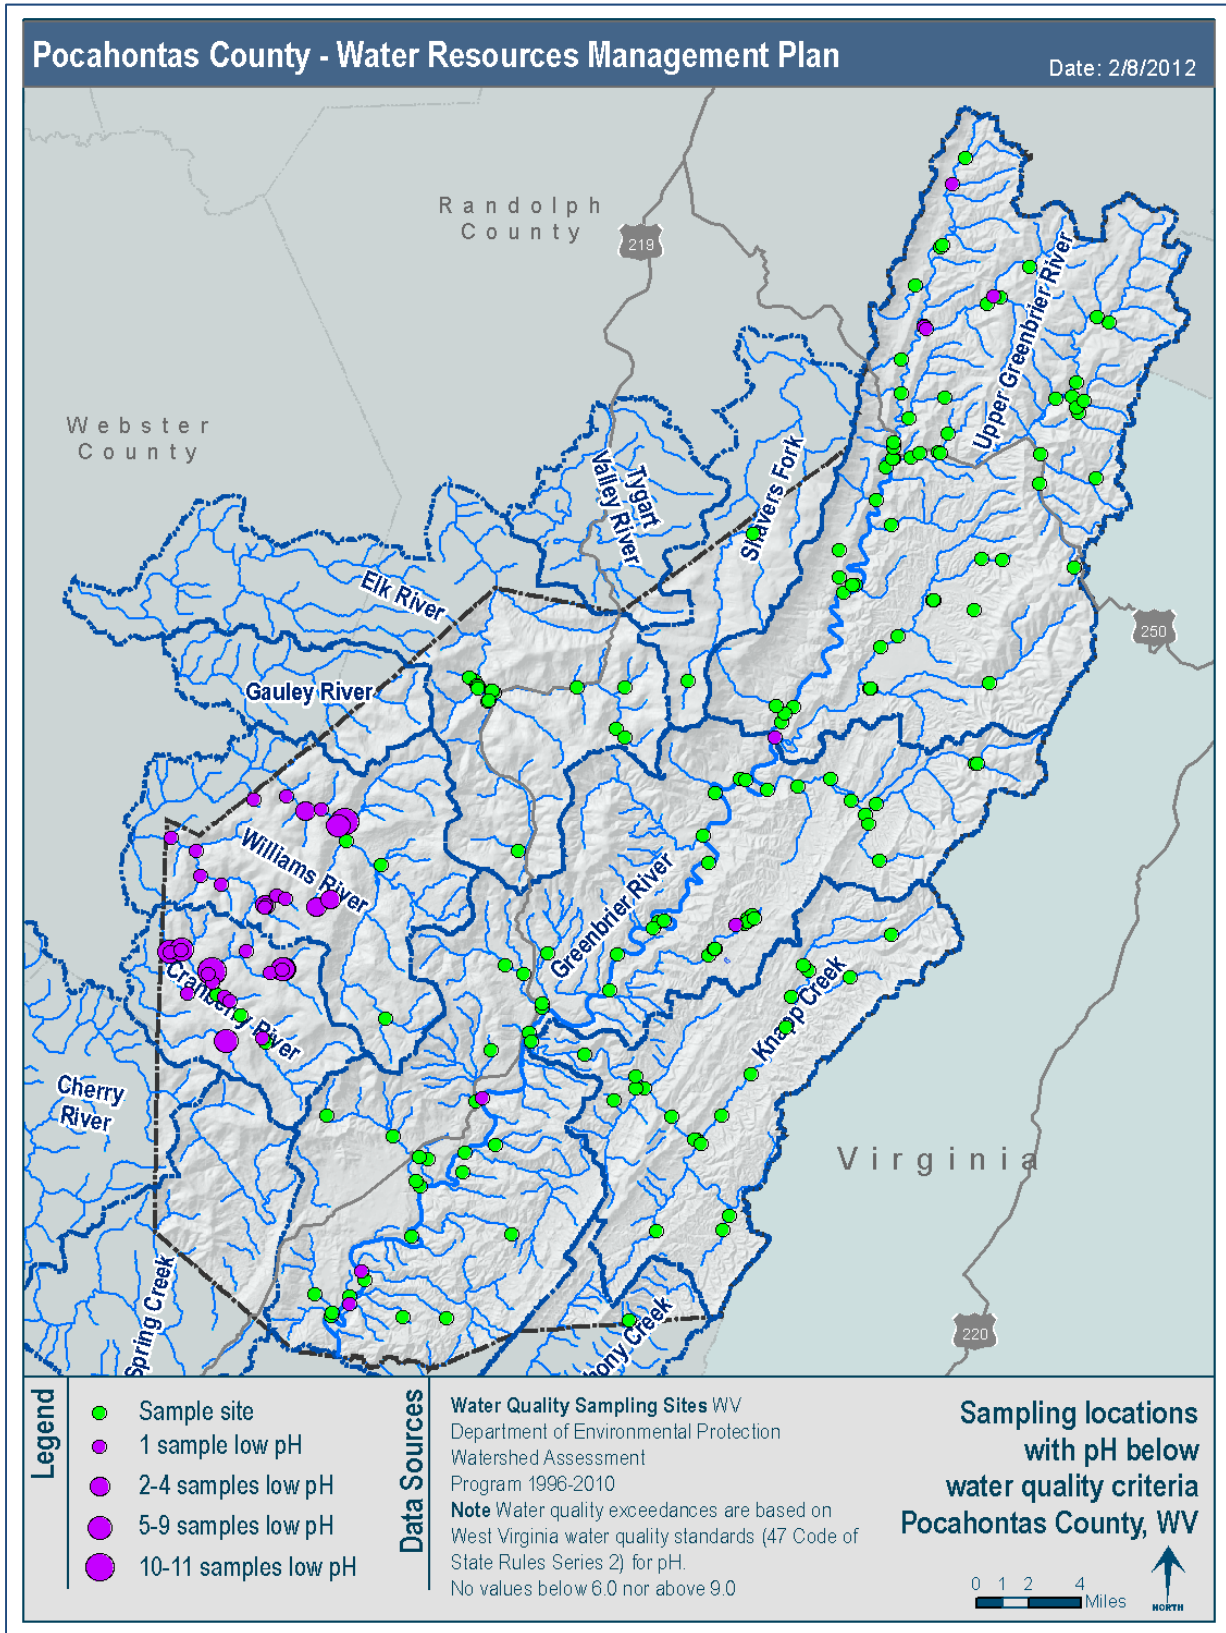 Pocahontas County - Water Resources Management Plan
Date: 2/8/2012
Randolph
County
219
Webster
County
Upper Greenbrier River
Tygart
Valley River
Shavers Fork
Elk River
250
Gauley River
Williams River
Greenbrier River
Cranberry River
Knapp Creek
Cherry
River
Virginia
Spring Creek
hony Creek
220
Legend
Sample site
1 sample low pH
2-4 samples low pH
5-9 samples low pH
10-11 samples low pH
Data Sources
Water Quality Sampling Sites WV
Department of Environmental Protection
Watershed Assessment
Program 1996-2010
Note Water quality exceedances are based on
West Virginia water quality standards (47 Code of
State Rules Series 2) for pH.
No values below 6.0 nor above 9.0
Sampling locations
with pH below
water quality criteria
Pocahontas County, WV
0 1 2 4
Miles
NORTH